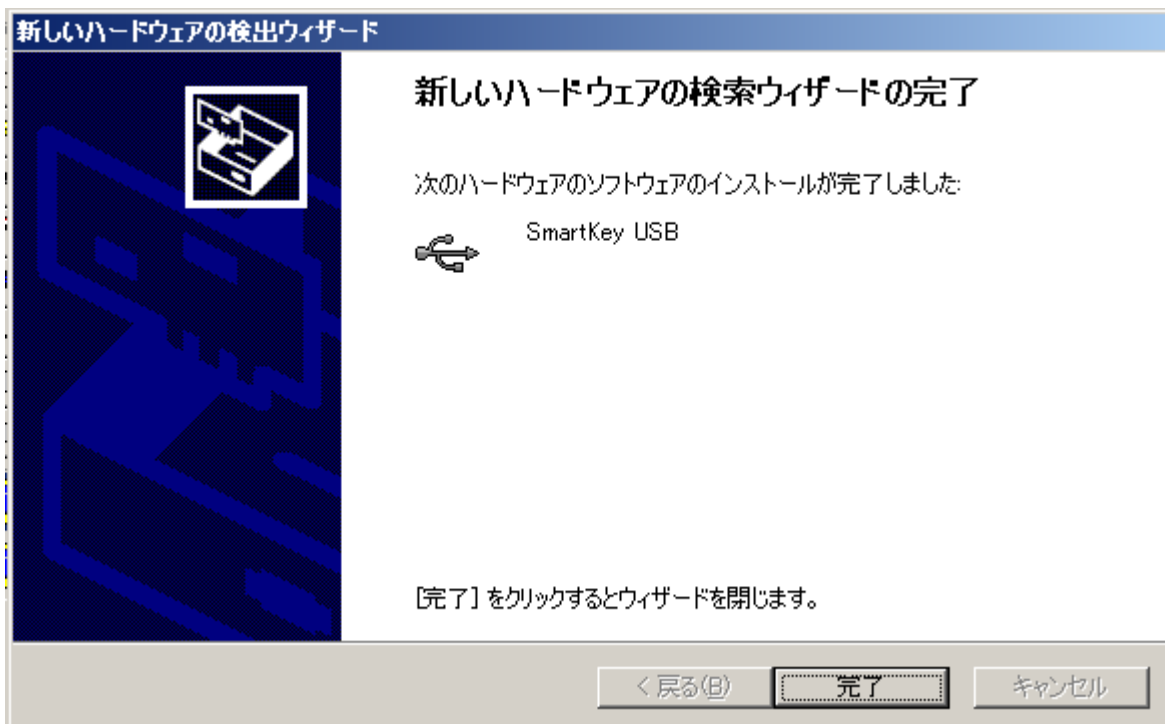 新しいハードウェアの検出ウィザード
新しいハードウェアの検索ウィザードの完了
次のハードウェアのソフトウェアのインストールが完了しました:
SmartKey USB
[完了] をクリックするとウィザードを閉じます。
< 戻る(B)
完了
キャンセル